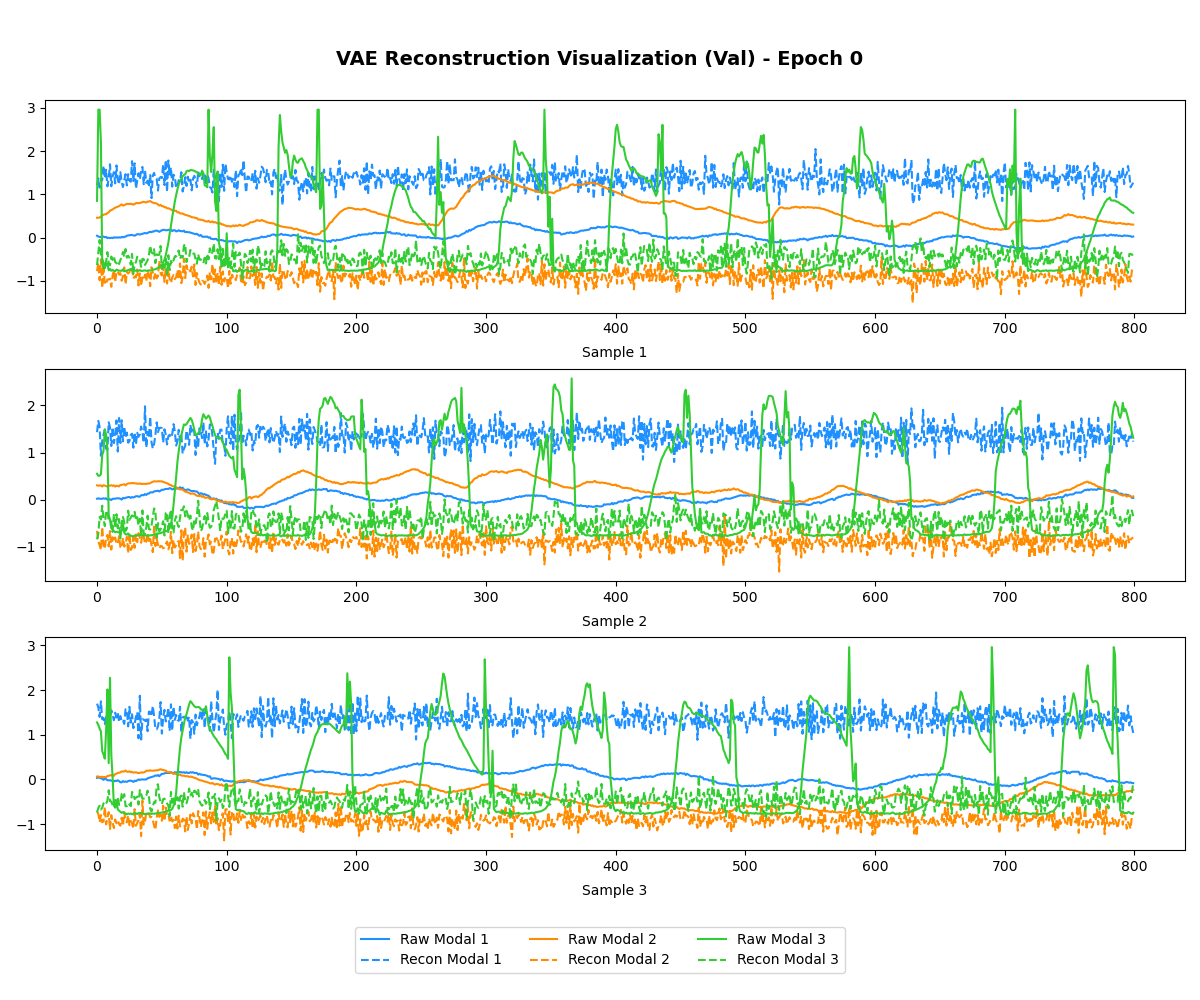 VAE Reconstruction Visualization (Val) - Epoch 0
3
2
1
0
−1
0 100 200 300 400 500 600 700 800
Sample 1
2
1
0
−1
0 100 200 300 400 500 600 700 800
Sample 2
3
2
1
0
−1
0 100 200 300 400 500 600 700 800
Sample 3
Raw Modal 1 Raw Modal 2 Raw Modal 3
Recon Modal 1 Recon Modal 2 Recon Modal 3